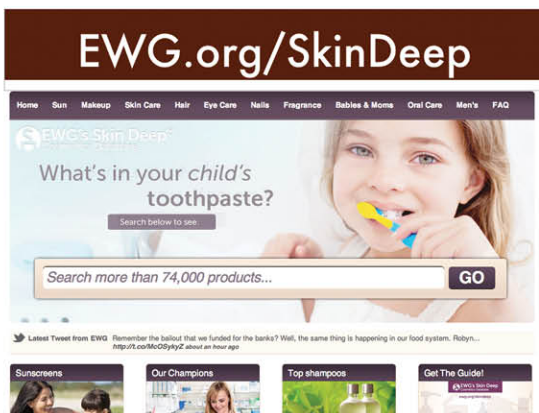 EWG.org/SkinDeep
Home Sun Makeup Skin Care Hair Eye Care Nails Fragrance Babies & Moms Oral Care Men's FAQ
EWG's Skin Deep
What's in your child's
toothpaste?
Search below to see
Search more than 74,000 products... GO
Latest Tweet from EWG Remember the bailout that we funded for the banks? Well, the same thing is happening in our food system. Robyn...
http://t.co/McOSykyZ about an hour ago
Sunscreens Our Champions Top shampoos Get The Guide!
EWG's Skin Deep